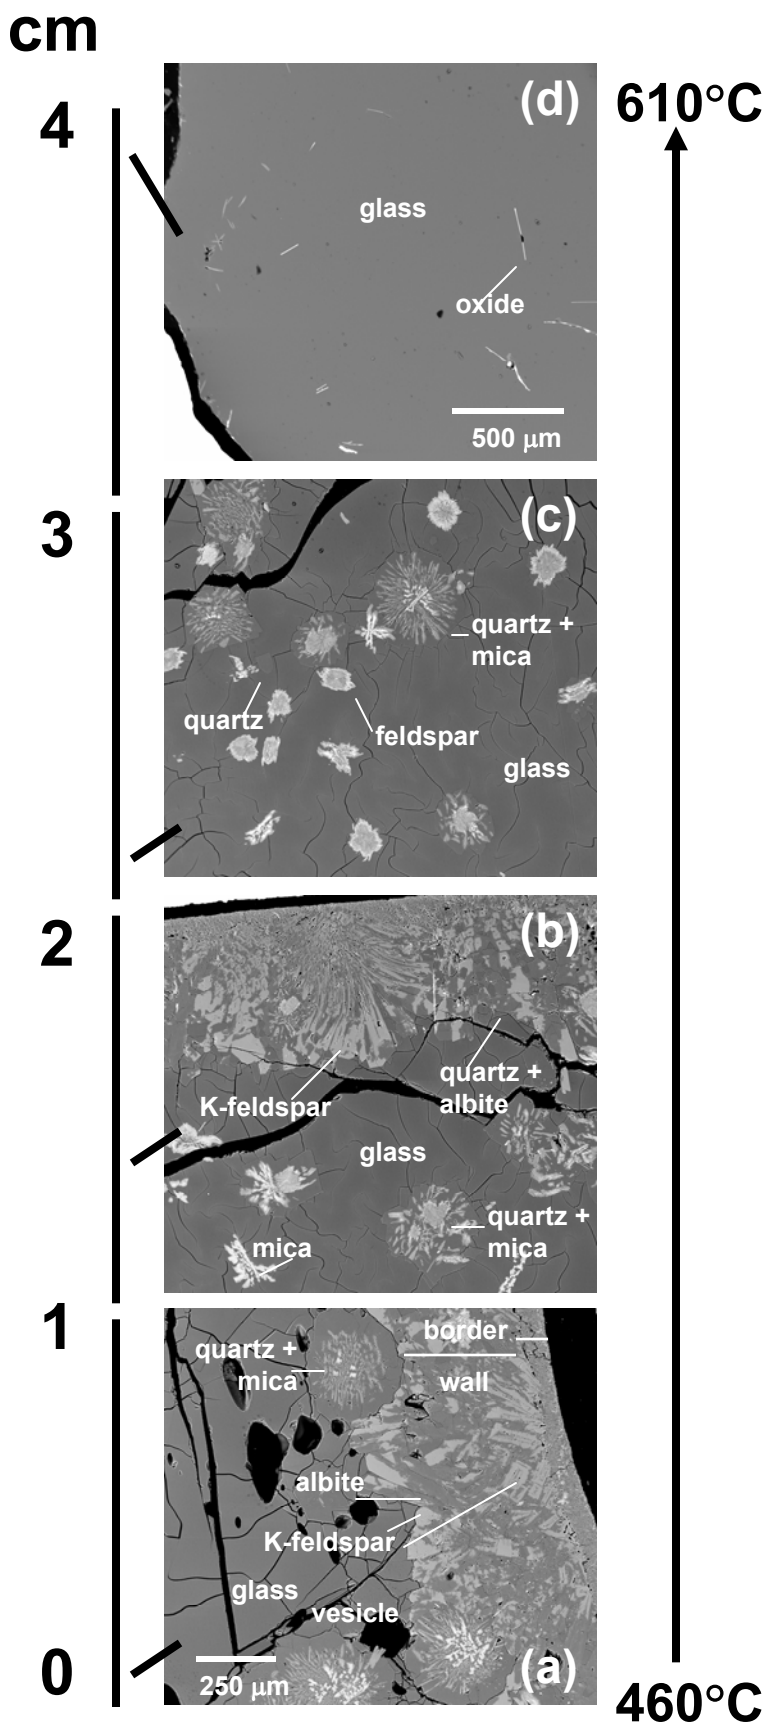 cm
4
(d)
610°C
glass
oxide
500 µm
3
(c)
quartz +
mica
quartz
feldspar
glass
2
(b)
quartz +
albite
K-feldspar
glass
quartz +
mica
mica
1
border
quartz +
mica
wall
albite
K-feldspar
glass
vesicle
0
(a)
250 µm
460°C